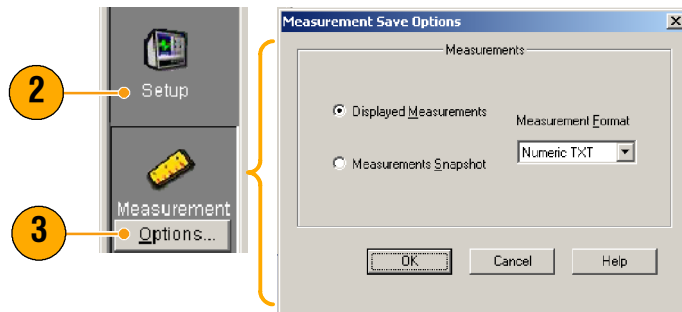 2
Setup
Measurement
3
Options...
Measurement Save Options
Measurements
Displayed Measurements
Measurements Snapshot
Measurement Format
Numeric TXT
OK
Cancel
Help